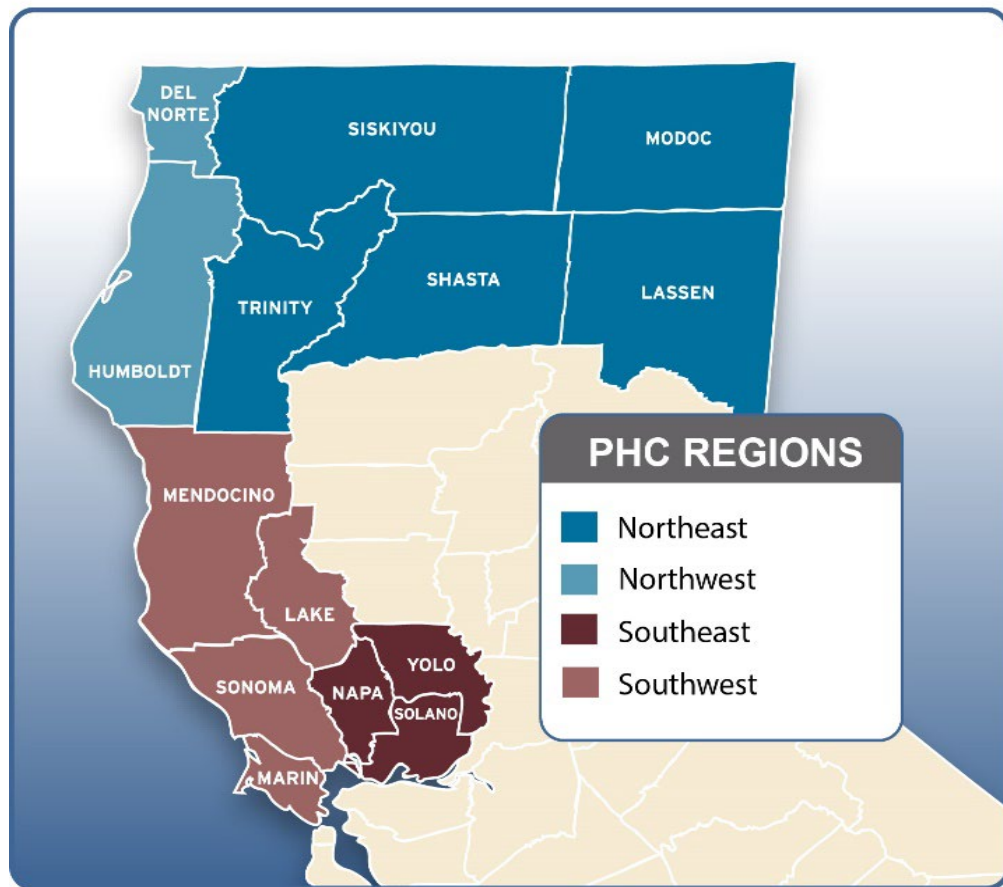 DEL
NORTE
SISKIYOU
MODOC
SHASTA
LASSEN
TRINITY
HUMBOLDT
PHC REGIONS
Northeast
Northwest
Southeast
Southwest
MENDOCINO
LAKE
YOLO
SONOMA
NAPA
SOLANO
MARIN